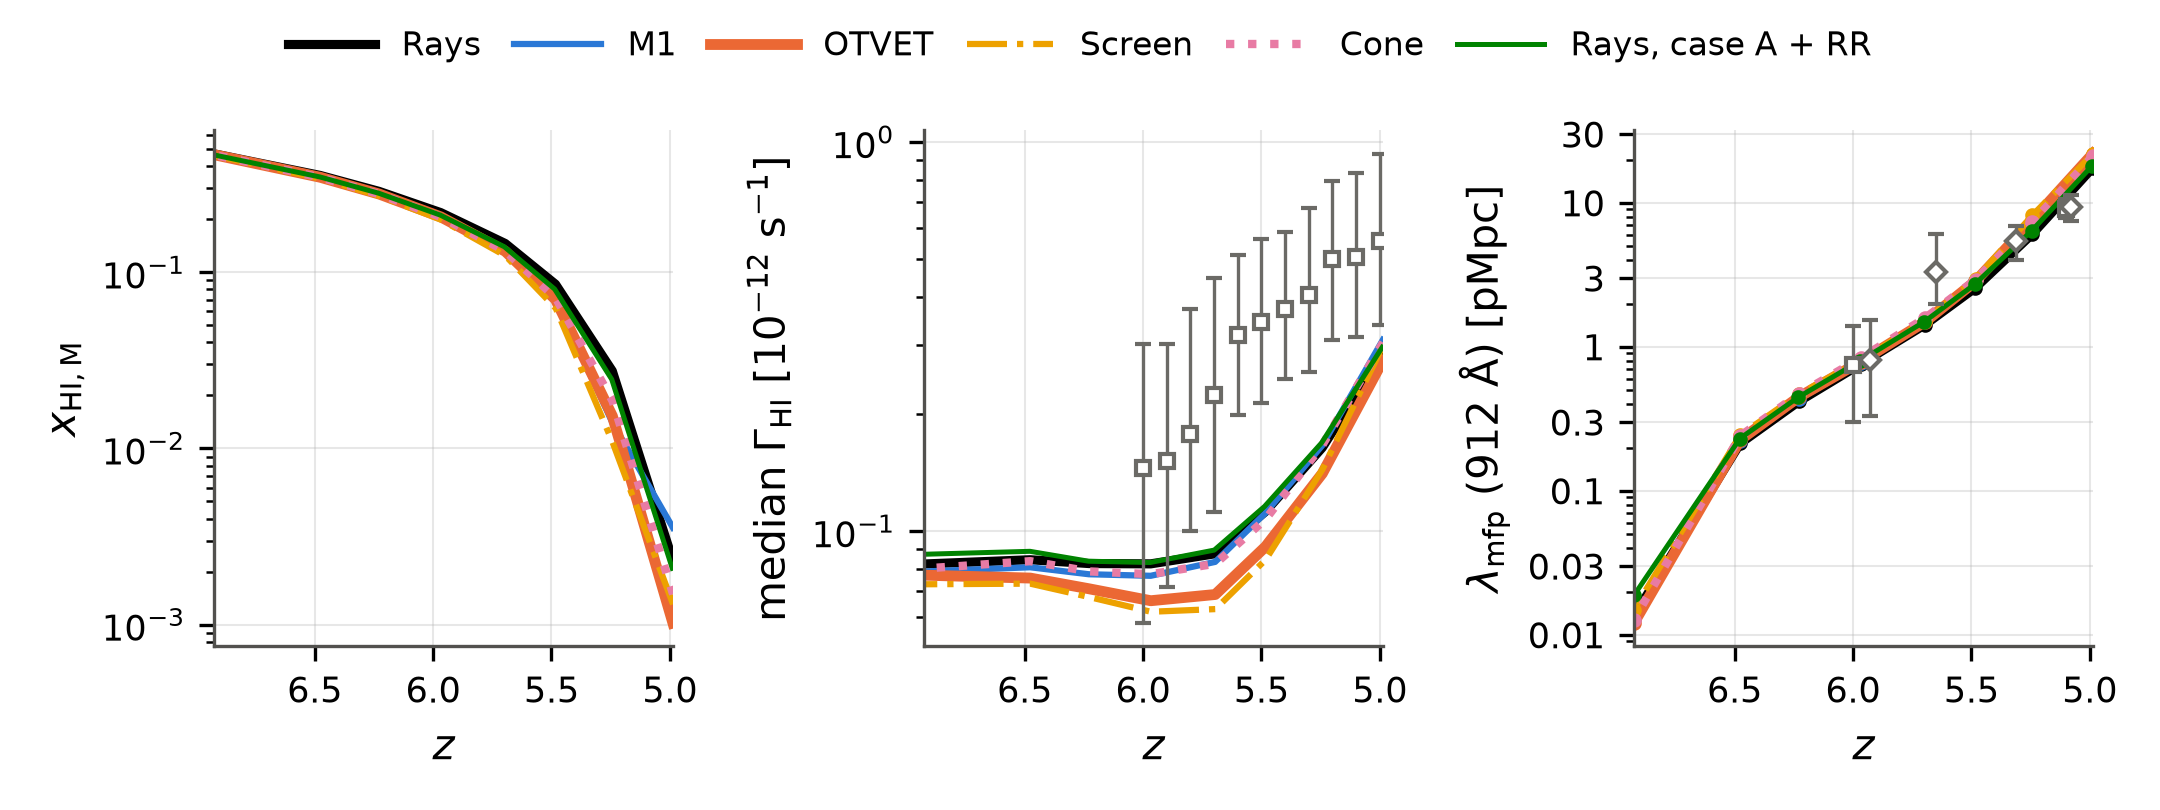 Rays M1 OTVET Screen Cone Rays, case A + RR
x_HI, M
10⁻¹
10⁻²
10⁻³
6.5 6.0 5.5 5.0
z
median Γ_HI [10⁻¹² s⁻¹]
10⁰
10⁻¹
6.5 6.0 5.5 5.0
z
λ_mfp (912 Å) [pMpc]
30
10
3
1
0.3
0.1
0.03
0.01
6.5 6.0 5.5 5.0
z